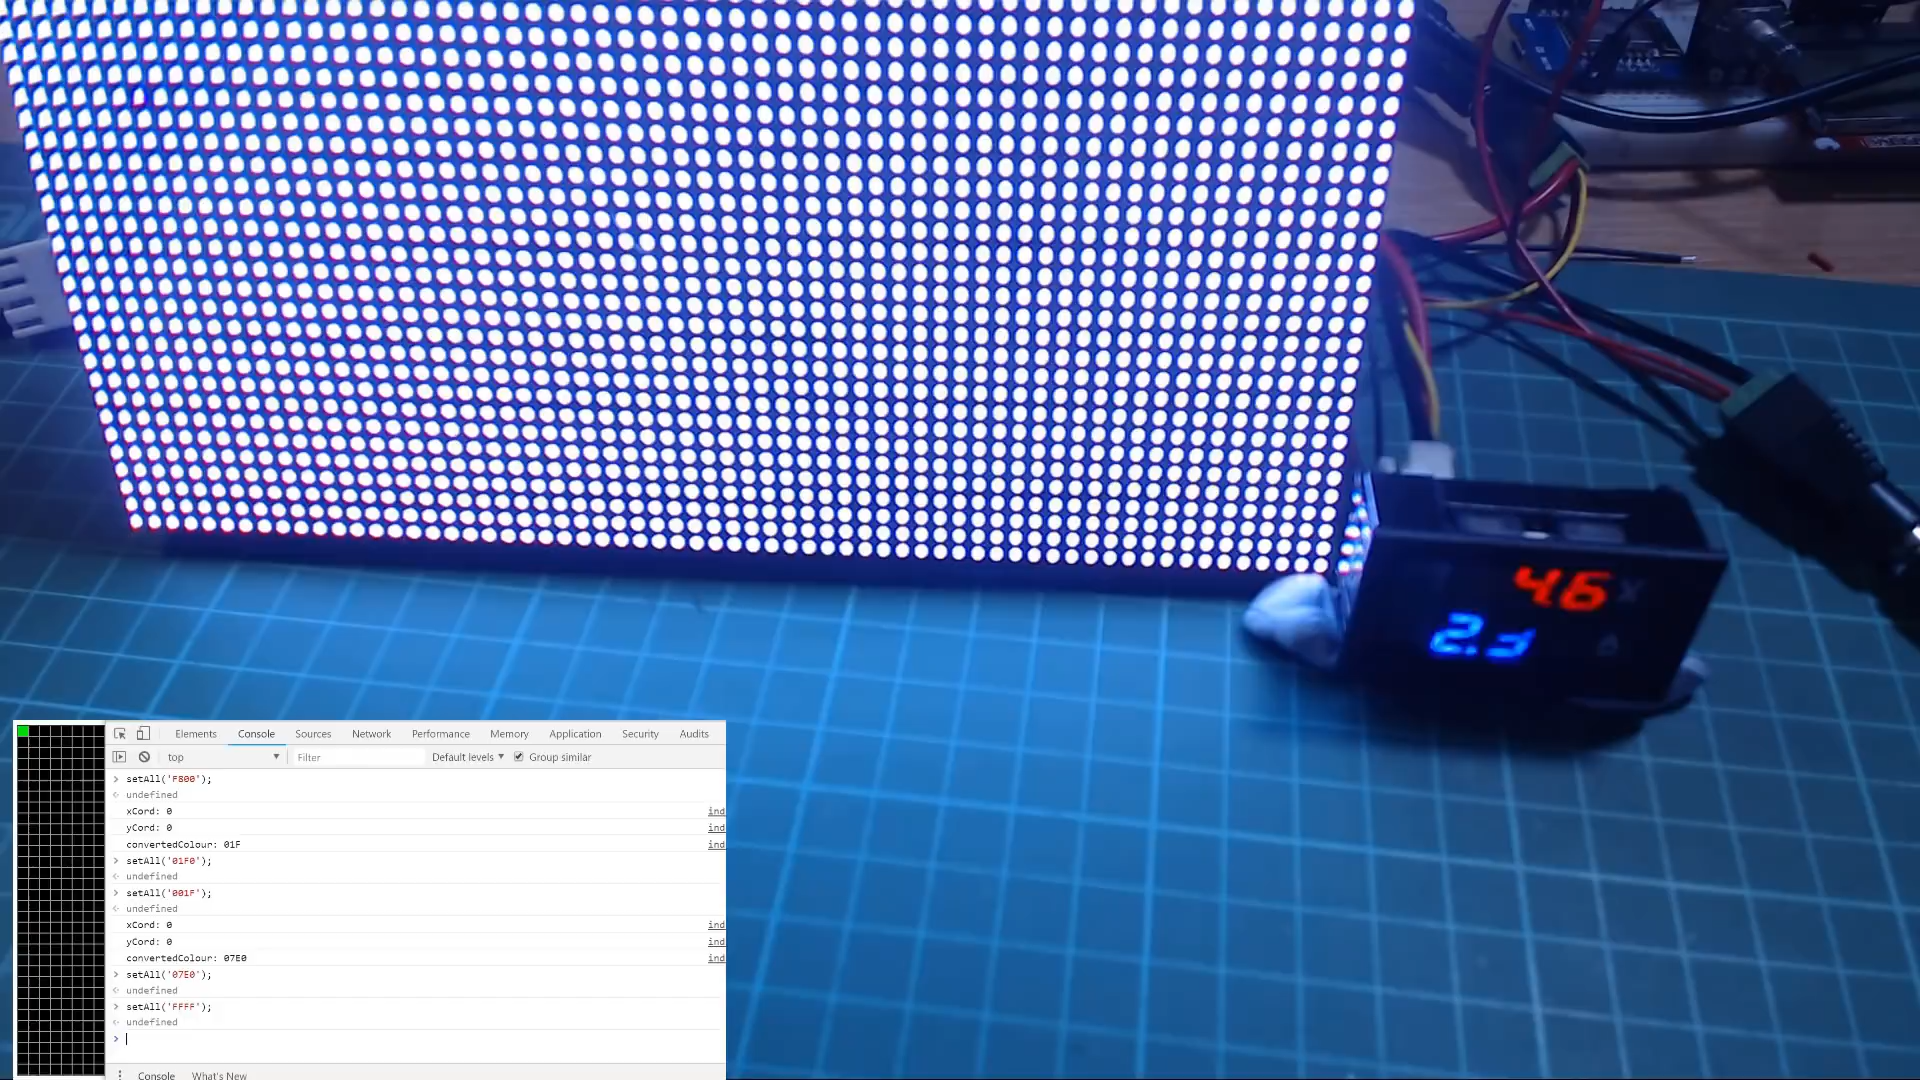 4.6
Elements Console Sources Network Performance Memory Application Security Audits
top Filter Default levels Group similar
> setAll('F800');
undefined
xCord: 0 ind
yCord: 0 ind
convertedColour: 01F ind
> setAll('01F0');
undefined
> setAll('001F');
undefined
xCord: 0 ind
yCord: 0 ind
convertedColour: 07E0 ind
> setAll('07E0');
undefined
> setAll('FFFF');
undefined
>
Console What's New